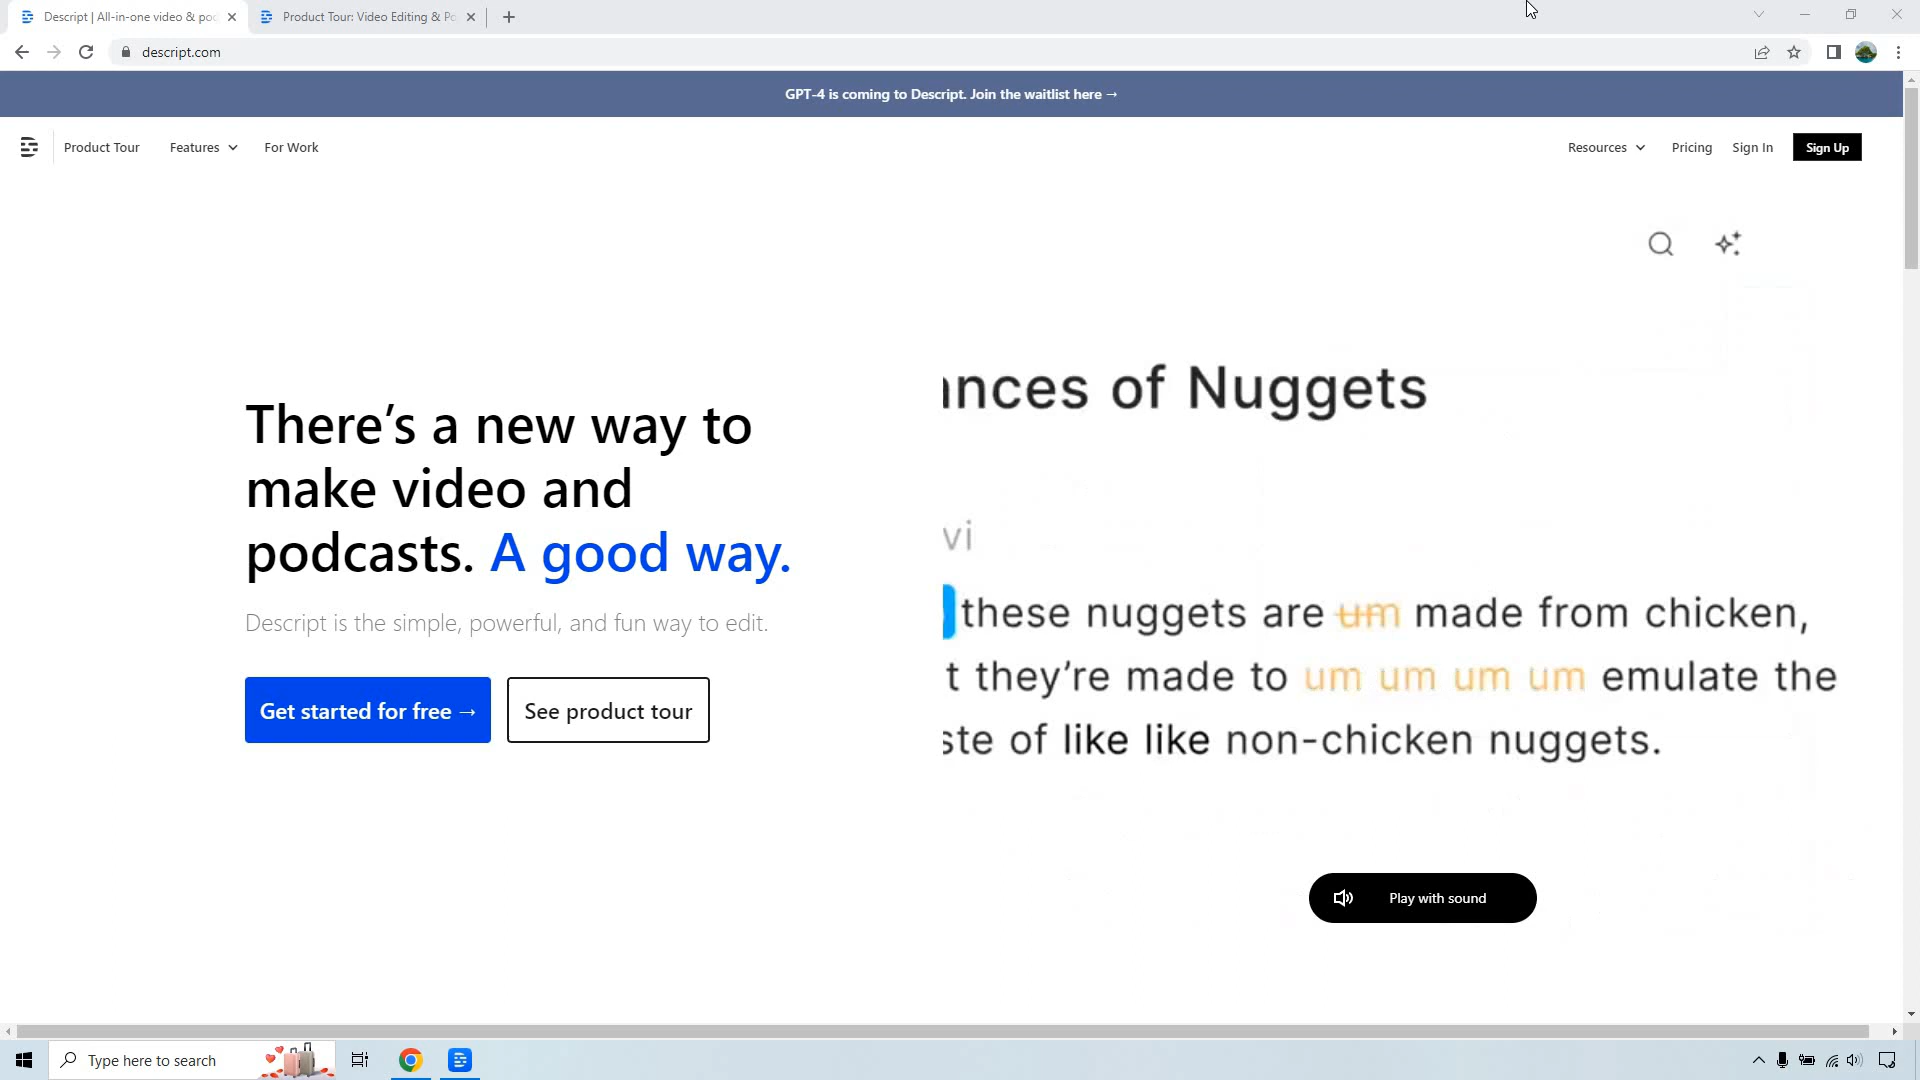 Descript | All-in-one video & pod
Product Tour: Video Editing & Po
descript.com
GPT-4 is coming to Descript. Join the waitlist here →
Product Tour
Features
For Work
Resources
Pricing
Sign In
Sign Up
There's a new way to
make video and
podcasts. A good way.
Descript is the simple, powerful, and fun way to edit.
Get started for free →
See product tour
nces of Nuggets
vi
these nuggets are um made from chicken,
t they're made to um um um um emulate the
ste of like like non-chicken nuggets.
Play with sound
Type here to search